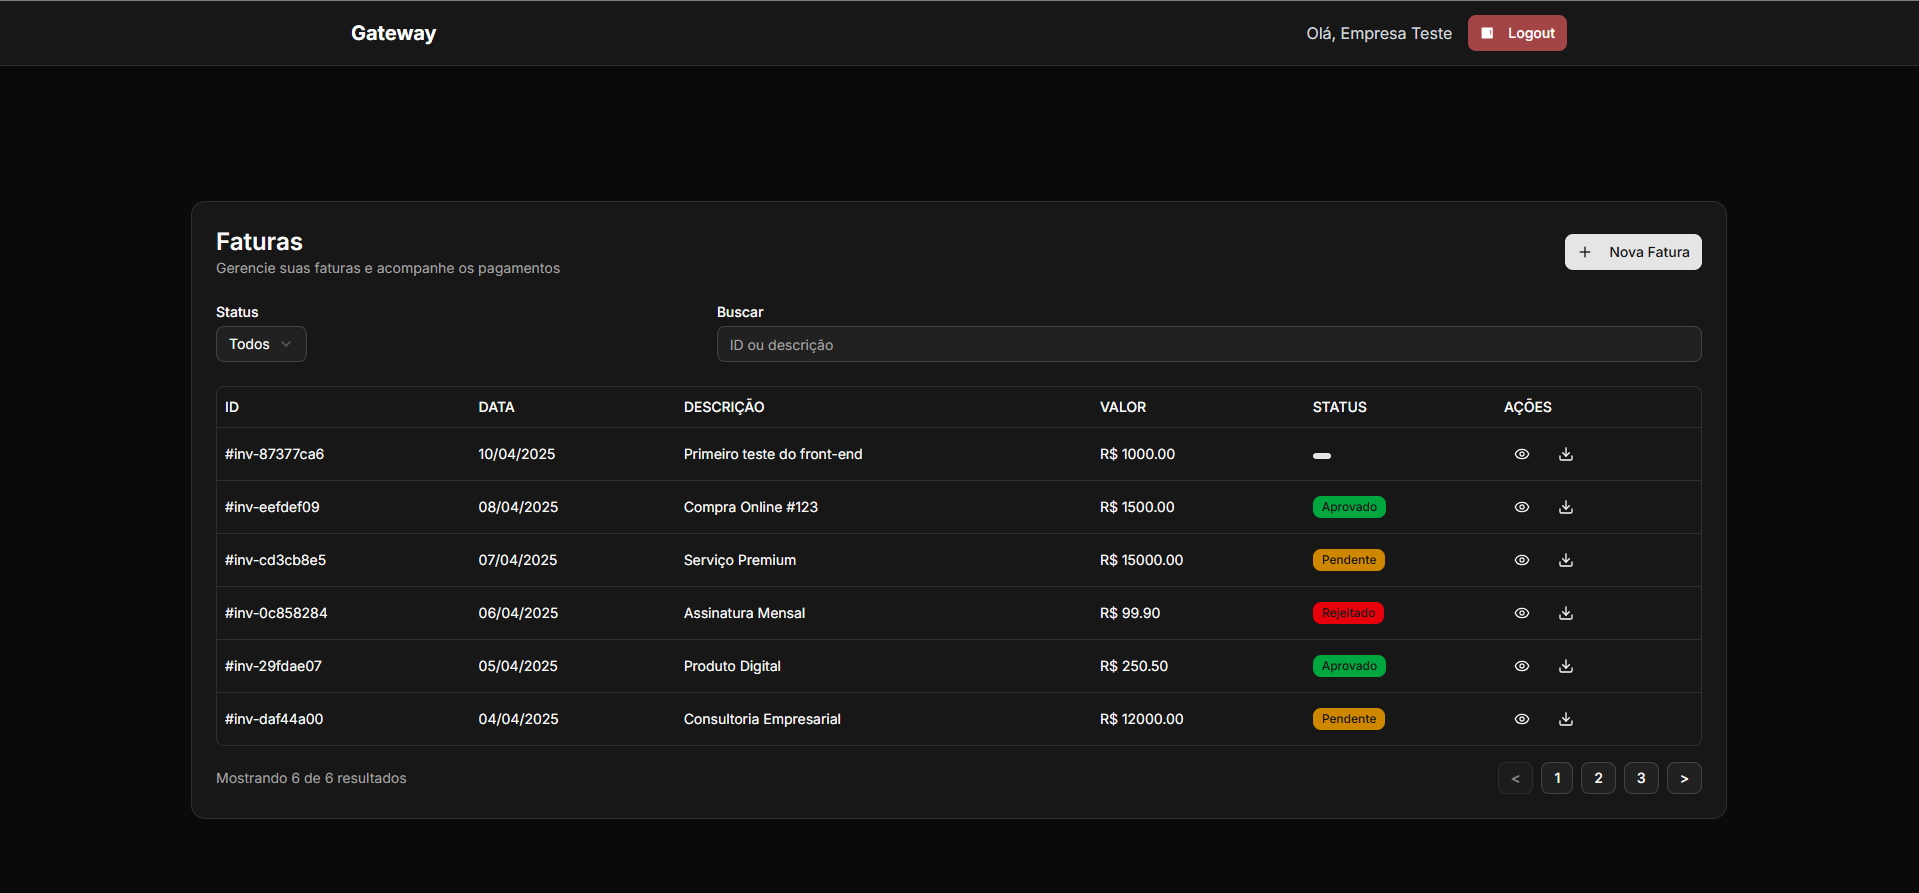 Gateway
Olá, Empresa Teste
Logout
Faturas
Gerencie suas faturas e acompanhe os pagamentos
Nova Fatura
Status
Buscar
Todos
ID ou descrição
ID DATA DESCRIÇÃO VALOR STATUS AÇÕES
#inv-87377ca6 10/04/2025 Primeiro teste do front-end R$ 1000.00
#inv-eefdef09 08/04/2025 Compra Online #123 R$ 1500.00 Aprovado
#inv-cd3cb8e5 07/04/2025 Serviço Premium R$ 15000.00 Pendente
#inv-0c858284 06/04/2025 Assinatura Mensal R$ 99.90 Rejeitado
#inv-29fdae07 05/04/2025 Produto Digital R$ 250.50 Aprovado
#inv-daf44a00 04/04/2025 Consultoria Empresarial R$ 12000.00 Pendente
Mostrando 6 de 6 resultados
< 1 2 3 >